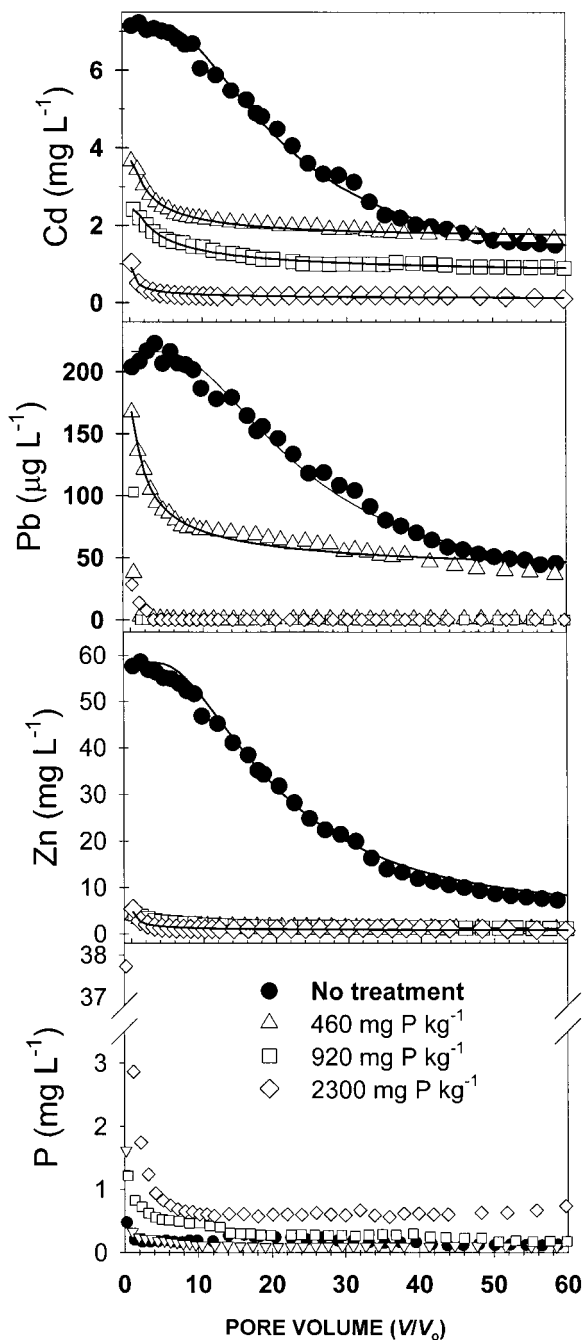 Cd (mg L⁻¹)
6
4
2
0
Pb (μg L⁻¹)
200
150
100
50
0
Zn (mg L⁻¹)
60
50
40
30
20
10
0
P (mg L⁻¹)
38
37
3
2
1
0
No treatment
460 mg P kg⁻¹
920 mg P kg⁻¹
2300 mg P kg⁻¹
0 10 20 30 40 50 60
PORE VOLUME (V/Vₒ)